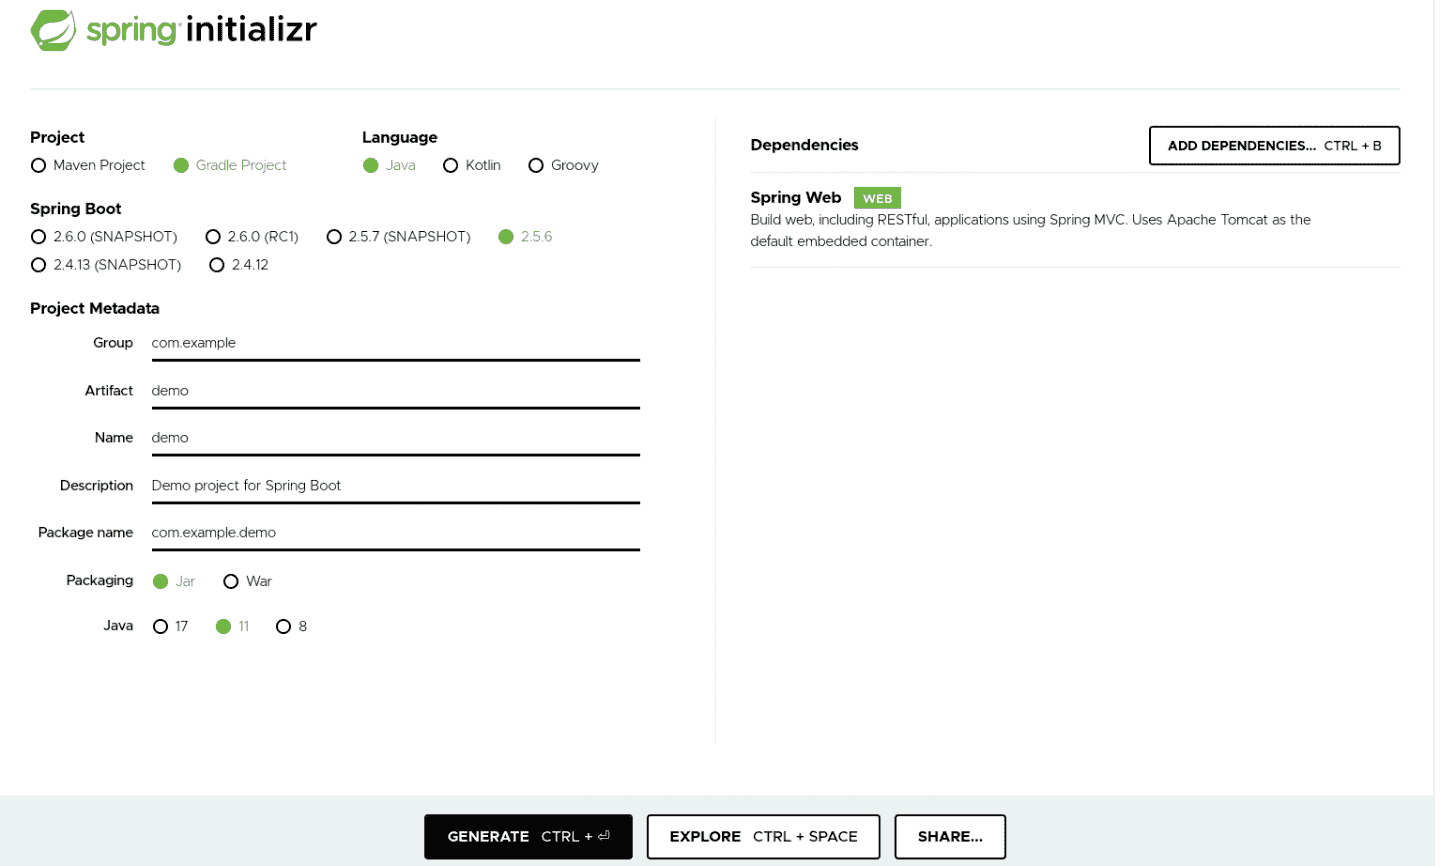 spring initializr
Project
Maven Project Gradle Project
Language
Java Kotlin Groovy
Spring Boot
2.6.0 (SNAPSHOT) 2.6.0 (RC1) 2.5.7 (SNAPSHOT) 2.5.6
2.4.13 (SNAPSHOT) 2.4.12
Project Metadata
Group com.example
Artifact demo
Name demo
Description Demo project for Spring Boot
Package name com.example.demo
Packaging Jar War
Java 17 11 8
Dependencies
ADD DEPENDENCIES... CTRL + B
Spring Web WEB
Build web, including RESTful, applications using Spring MVC. Uses Apache Tomcat as the
default embedded container.
GENERATE CTRL + ⏎
EXPLORE CTRL + SPACE
SHARE...